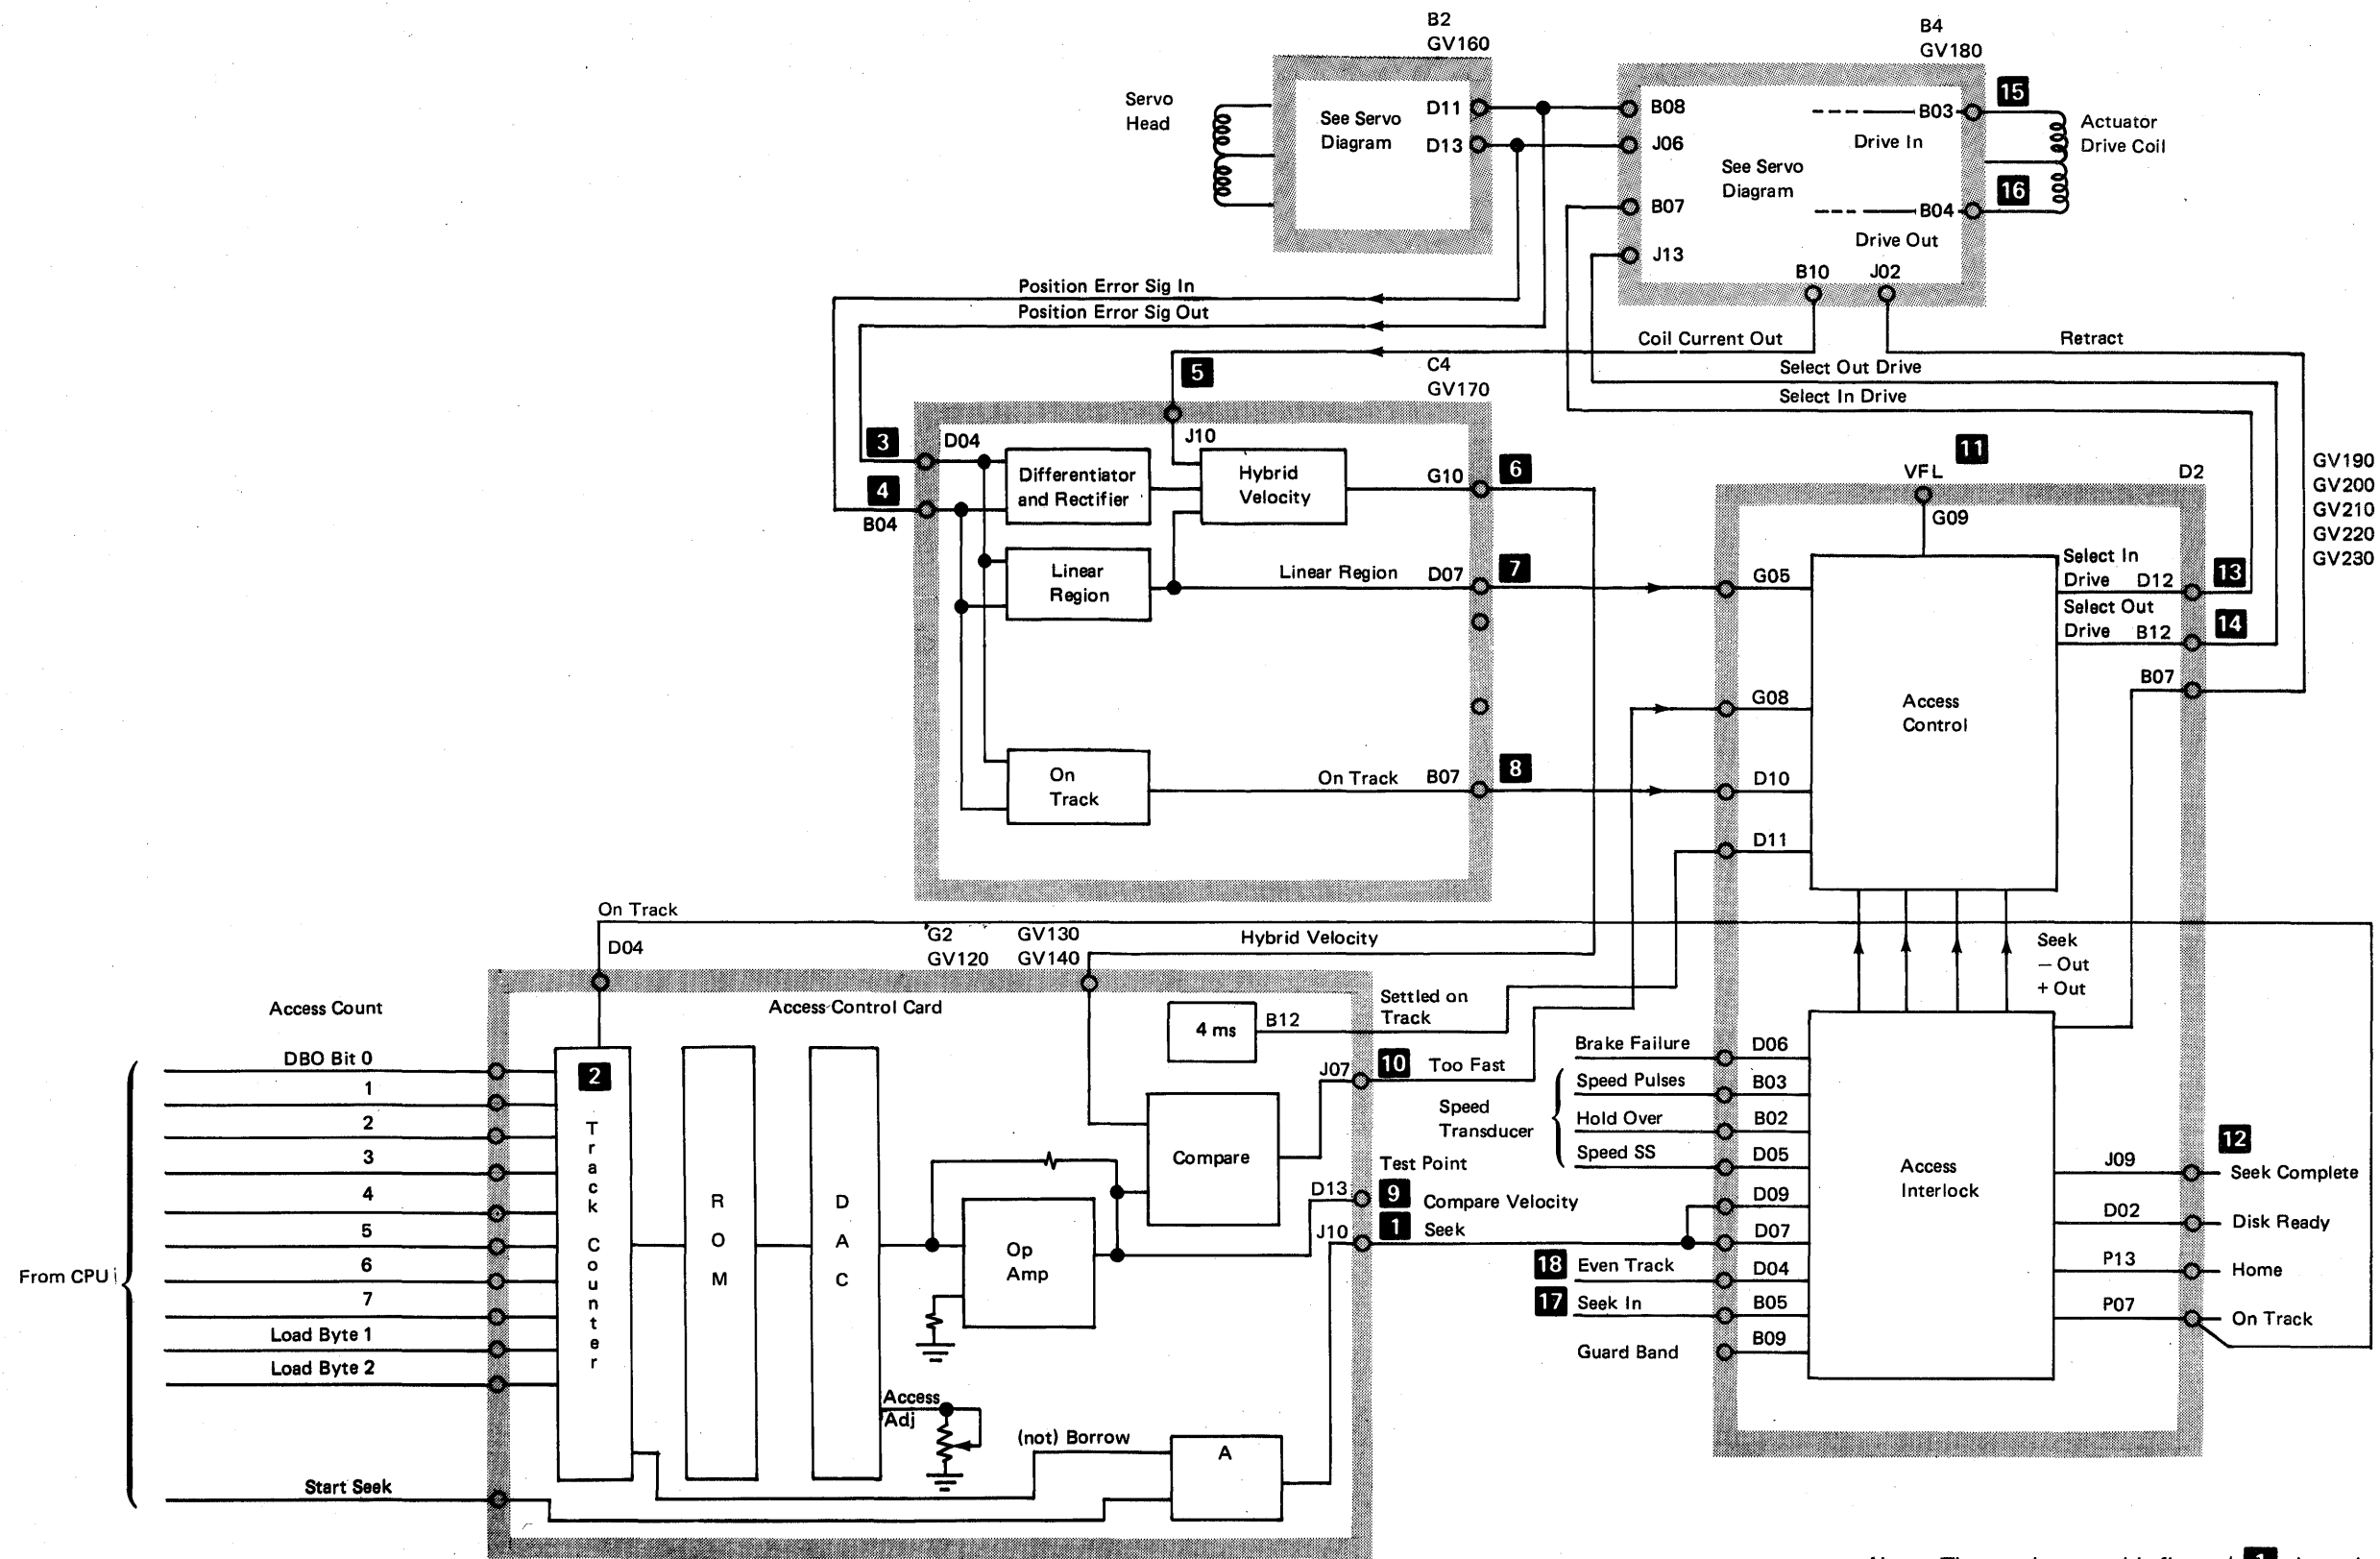 B2
GV160
B4
GV180
Servo
Head
See Servo
Diagram
D11
D13
B08
J06
B07
J13
See Servo
Diagram
B03
Drive In
B04
Drive Out
B10
J02
15
16
Actuator
Drive Coil
Position Error Sig In
Position Error Sig Out
Coil Current Out
Retract
Select Out Drive
Select In Drive
5
C4
GV170
3
D04
4
B04
J10
Differentiator
and Rectifier
Hybrid
Velocity
G10
6
Linear
Region
Linear Region
D07
7
On
Track
On Track
B07
8
11
VFL
G09
D2
GV190
GV200
GV210
GV220
GV230
G05
G08
D10
D11
Access
Control
Select In
Drive
D12
13
Select Out
Drive
B12
14
B07
Seek
— Out
+ Out
On Track
D04
G2
GV120
GV130
GV140
Hybrid Velocity
Access Count
Access Control Card
4 ms
B12
Settled on
Track
J07
10
Too Fast
From CPU
DBO Bit 0
1
2
3
4
5
6
7
Load Byte 1
Load Byte 2
Start Seek
2
Track Counter
ROM
DAC
Op
Amp
Compare
Access
Adj
(not) Borrow
A
Test Point
D13
9
Compare Velocity
J10
1
Seek
Brake Failure
D06
Speed
Transducer
Speed Pulses
B03
Hold Over
B02
Speed SS
D05
D09
D07
18
Even Track
D04
17
Seek In
B05
Guard Band
B09
Access
Interlock
12
J09
Seek Complete
D02
Disk Ready
P13
Home
P07
On Track
1